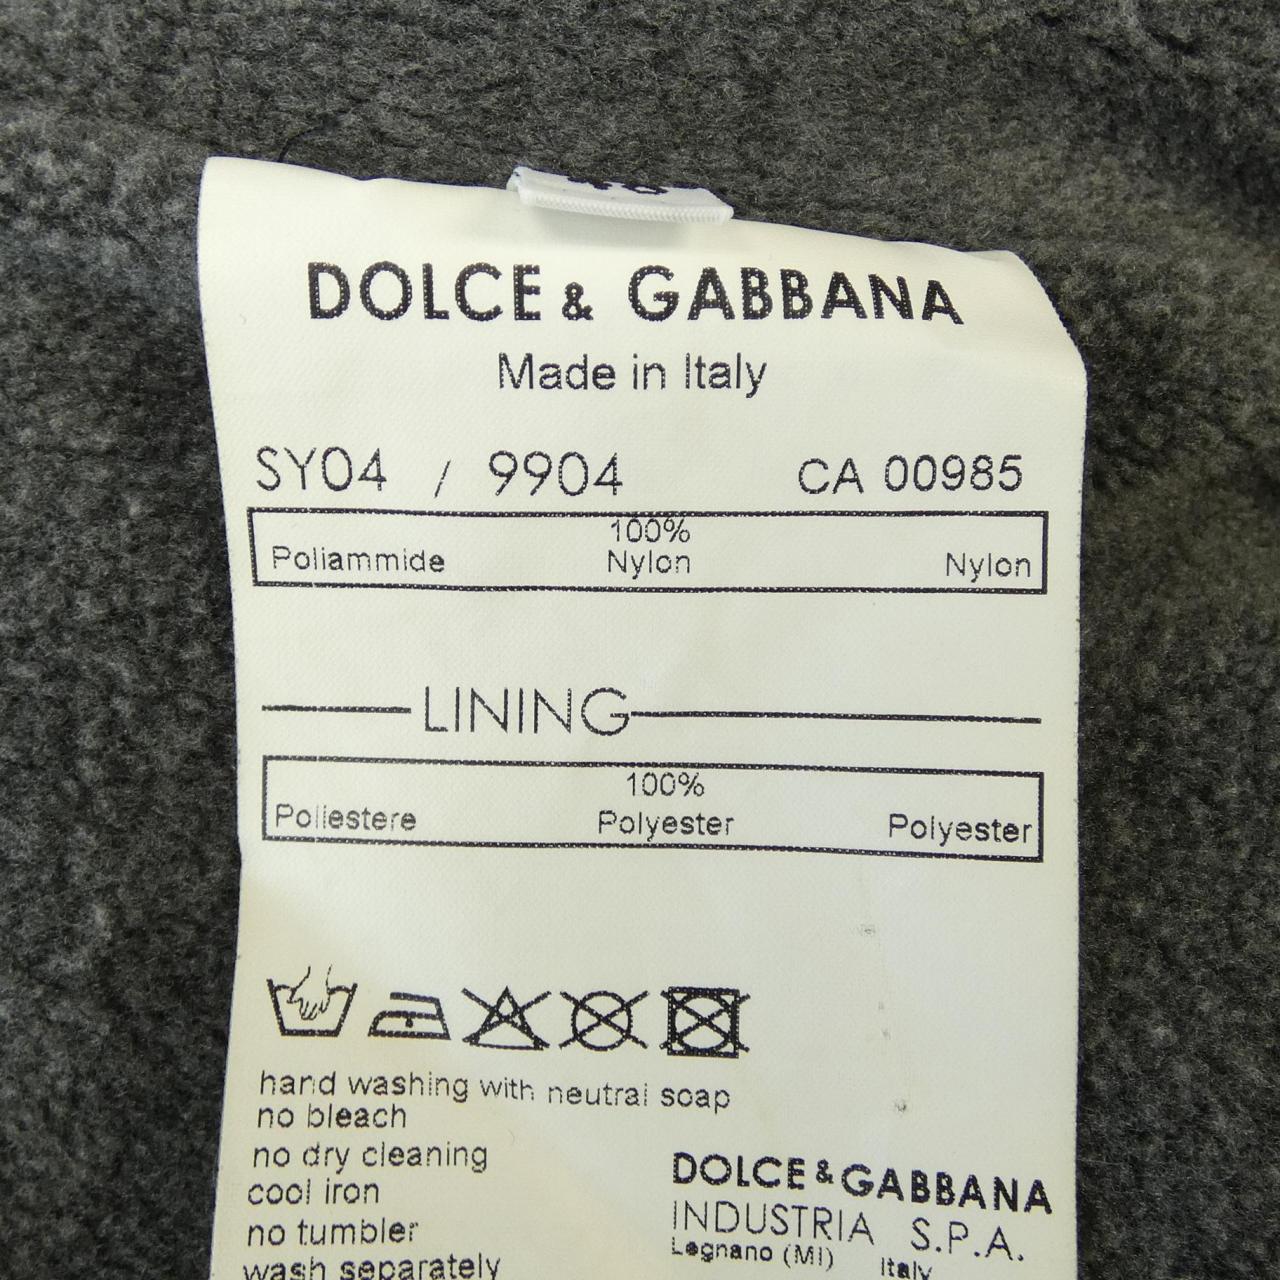 DOLCE & GABBANA
Made in Italy
SY04 / 9904 CA 00985
100%
Poliammide Nylon Nylon
LINING
100%
Poliestere Polyester Polyester
hand washing with neutral soap
no bleach
no dry cleaning
cool iron
no tumbler
wash separately
DOLCE & GABBANA
INDUSTRIA S.P.A.
Legnano (MI) Italy